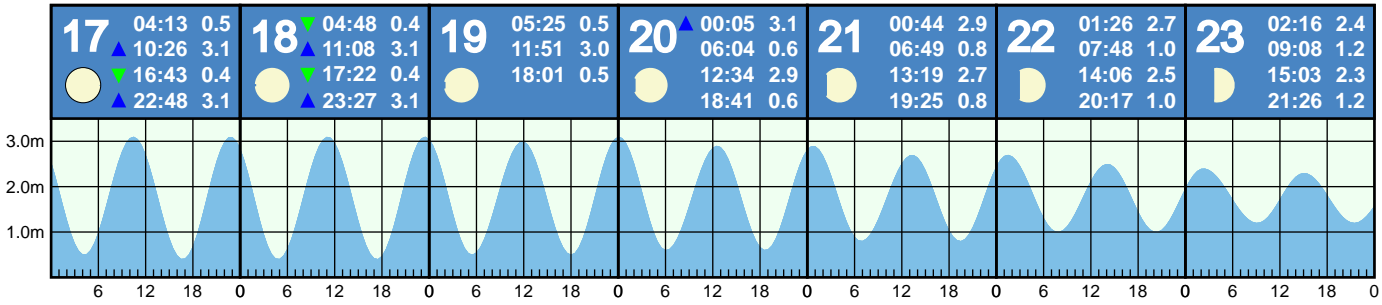 17
04:13 0.5
▲ 10:26 3.1
▼ 16:43 0.4
▲ 22:48 3.1
18
▼ 04:48 0.4
▲ 11:08 3.1
▼ 17:22 0.4
▲ 23:27 3.1
19
05:25 0.5
11:51 3.0
18:01 0.5
20
▲ 00:05 3.1
06:04 0.6
12:34 2.9
18:41 0.6
21
00:44 2.9
06:49 0.8
13:19 2.7
19:25 0.8
22
01:26 2.7
07:48 1.0
14:06 2.5
20:17 1.0
23
02:16 2.4
09:08 1.2
15:03 2.3
21:26 1.2
3.0m
2.0m
1.0m
6 12 18 0 6 12 18 0 6 12 18 0 6 12 18 0 6 12 18 0 6 12 18 0 6 12 18 0